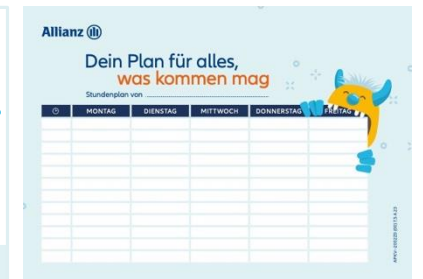 Allianz
Dein Plan für alles,
was kommen mag
Stundenplan von
MONTAG DIENSTAG MITTWOCH DONNERSTAG FREITAG